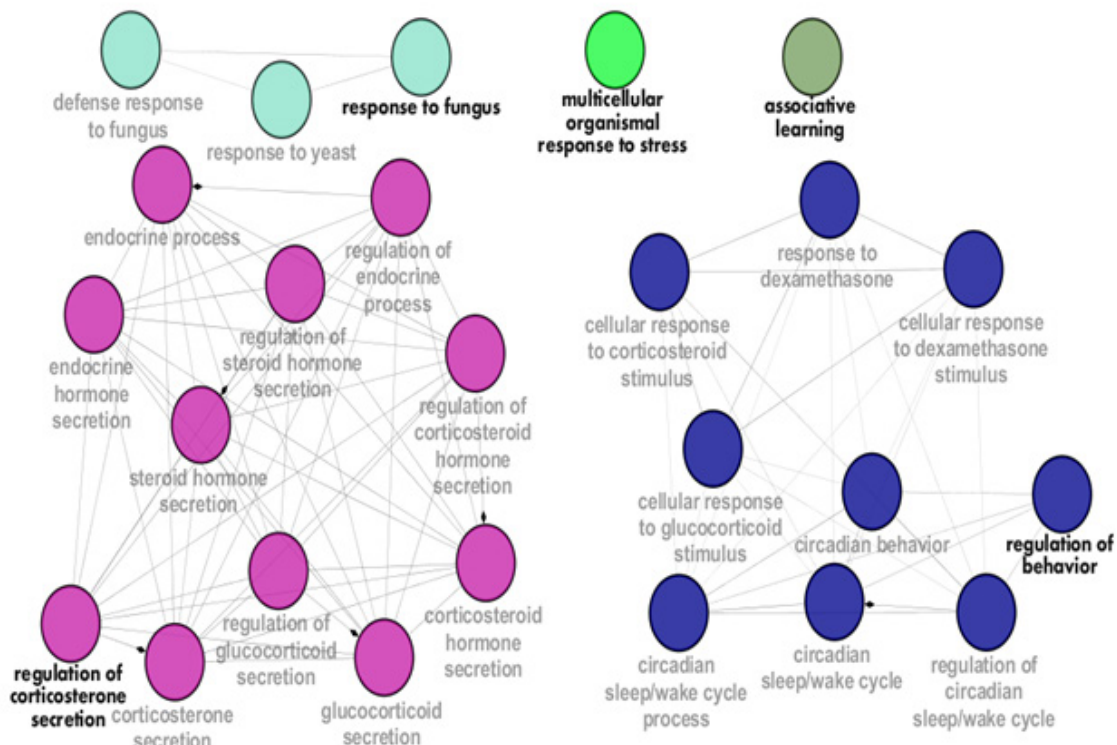 defense response
to fungus
response to yeast
response to fungus
multicellular
organismal
response to stress
associative
learning
endocrine process
regulation of
endocrine
process
endocrine
hormone
secretion
regulation of
steroid hormone
secretion
regulation of
corticosteroid
hormone
secretion
steroid hormone
secretion
regulation of
corticosterone
secretion
corticosterone
secretion
regulation of
glucocorticoid
secretion
glucocorticoid
secretion
corticosteroid
hormone
secretion
response to
dexamethasone
cellular response
to corticosteroid
stimulus
cellular response
to dexamethasone
stimulus
cellular response
to glucocorticoid
stimulus
circadian behavior
regulation of
behavior
circadian
sleep/wake cycle
process
circadian
sleep/wake cycle
regulation of
circadian
sleep/wake cycle